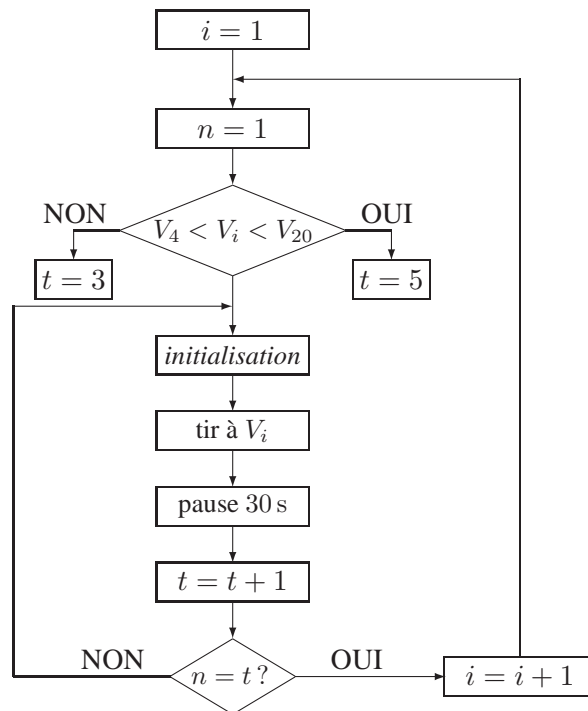 i = 1
n = 1
NON
OUI
V₄ < Vᵢ < V₂₀
t = 3
t = 5
initialisation
tir à Vᵢ
pause 30 s
t = t + 1
NON
n = t ?
OUI
i = i + 1